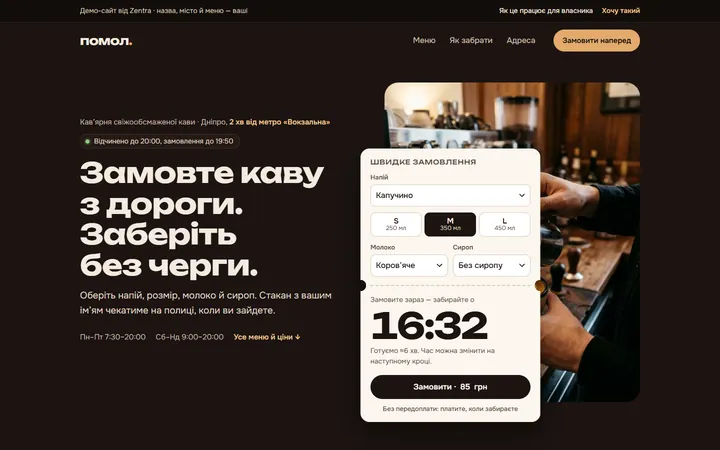 Демо-сайт від Zentra · назва, місто й меню — ваші
Як це працює для власника
Хочу такий
помол.
Меню
Як забрати
Адреса
Замовити наперед
Кав’ярня свіжообсмаженої кави · Дніпро, 2 хв від метро «Вокзальна»
Відчинено до 20:00, замовлення до 19:50
Замовте каву
з дороги.
Заберіть
без черги.
Оберіть напій, розмір, молоко й сироп. Стакан з вашим
ім’ям чекатиме на полиці, коли ви зайдете.
Пн–Пт 7:30–20:00
Сб–Нд 9:00–20:00
Усе меню й ціни ↓
ШВИДКЕ ЗАМОВЛЕННЯ
Напій
Капучино
S
250 мл
M
350 мл
L
450 мл
Молоко
Сироп
Коров’яче
Без сиропу
Замовте зараз — забирайте о
16:32
Готуємо ≈6 хв. Час можна змінити на
наступному кроці.
Замовити · 85 грн
Без передоплати: платите, коли забираєте